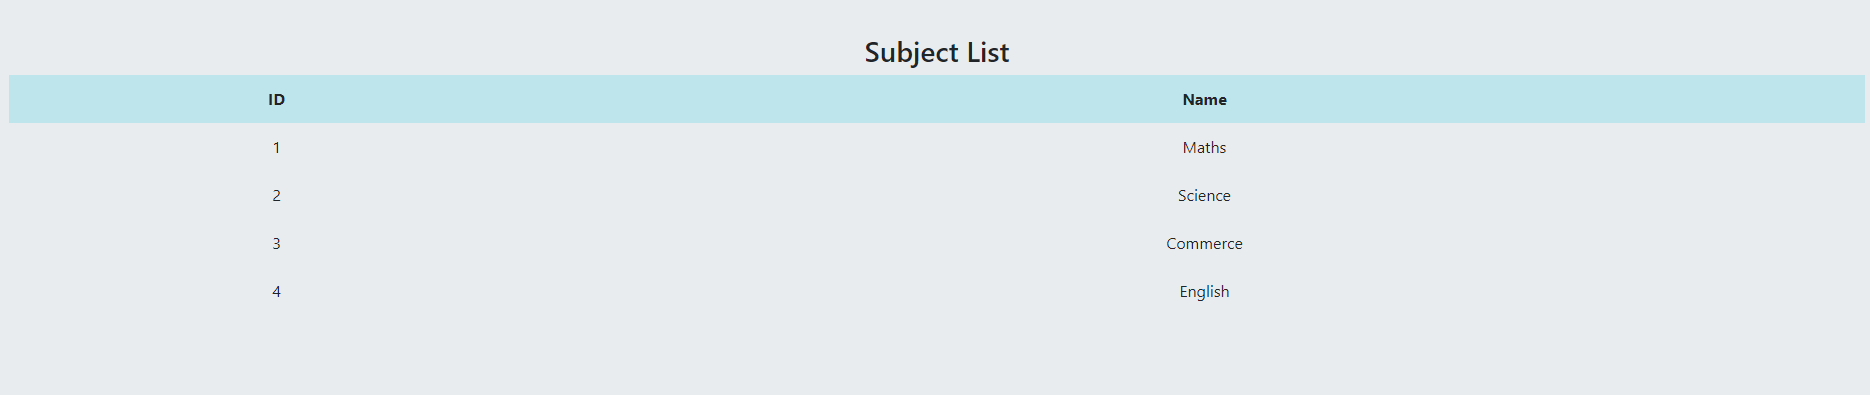 Subject List
ID Name
1 Maths
2 Science
3 Commerce
4 English